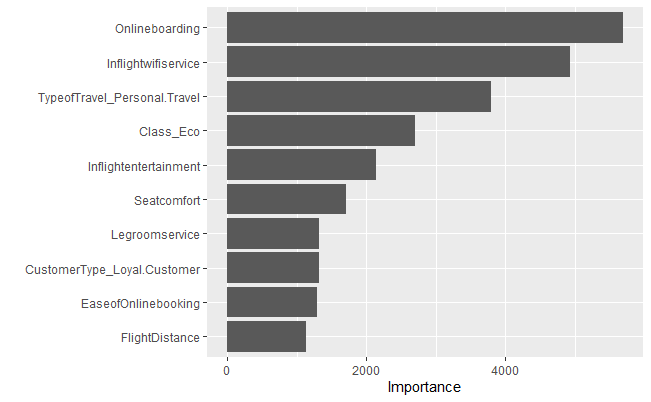 Onlineboarding
Inflightwifiservice
TypeofTravel_Personal.Travel
Class_Eco
Inflightentertainment
Seatcomfort
Legroomservice
CustomerType_Loyal.Customer
EaseofOnlinebooking
FlightDistance
0 2000 4000
Importance